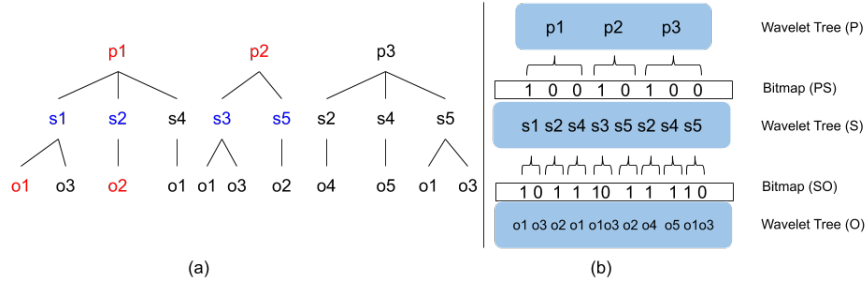 p1 p2 p3
s1 s2 s4 s3 s5 s2 s4 s5
o1 o3 o2 o1 o1 o3 o2 o4 o5 o1 o3
(a)
p1 p2 p3 Wavelet Tree (P)
1 0 0 1 0 1 0 0 Bitmap (PS)
s1 s2 s4 s3 s5 s2 s4 s5 Wavelet Tree (S)
1 0 1 1 10 1 1 1 1 0 Bitmap (SO)
o1 o3 o2 o1 o1o3 o2 o4 o5 o1o3 Wavelet Tree (O)
(b)